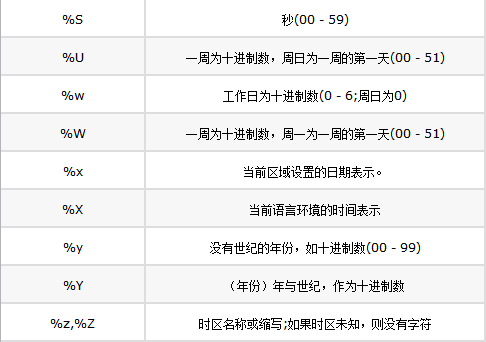 %S 秒(00 - 59)
%U 一周为十进制数，周日为一周的第一天(00 - 51)
%w 工作日为十进制数(0 - 6;周日为0)
%W 一周为十进制数，周一为一周的第一天(00 - 51)
%x 当前区域设置的日期表示。
%X 当前语言环境的时间表示
%y 没有世纪的年份，如十进制数(00 - 99)
%Y （年份）年与世纪，作为十进制数
%z,%Z 时区名称或缩写;如果时区未知，则没有字符